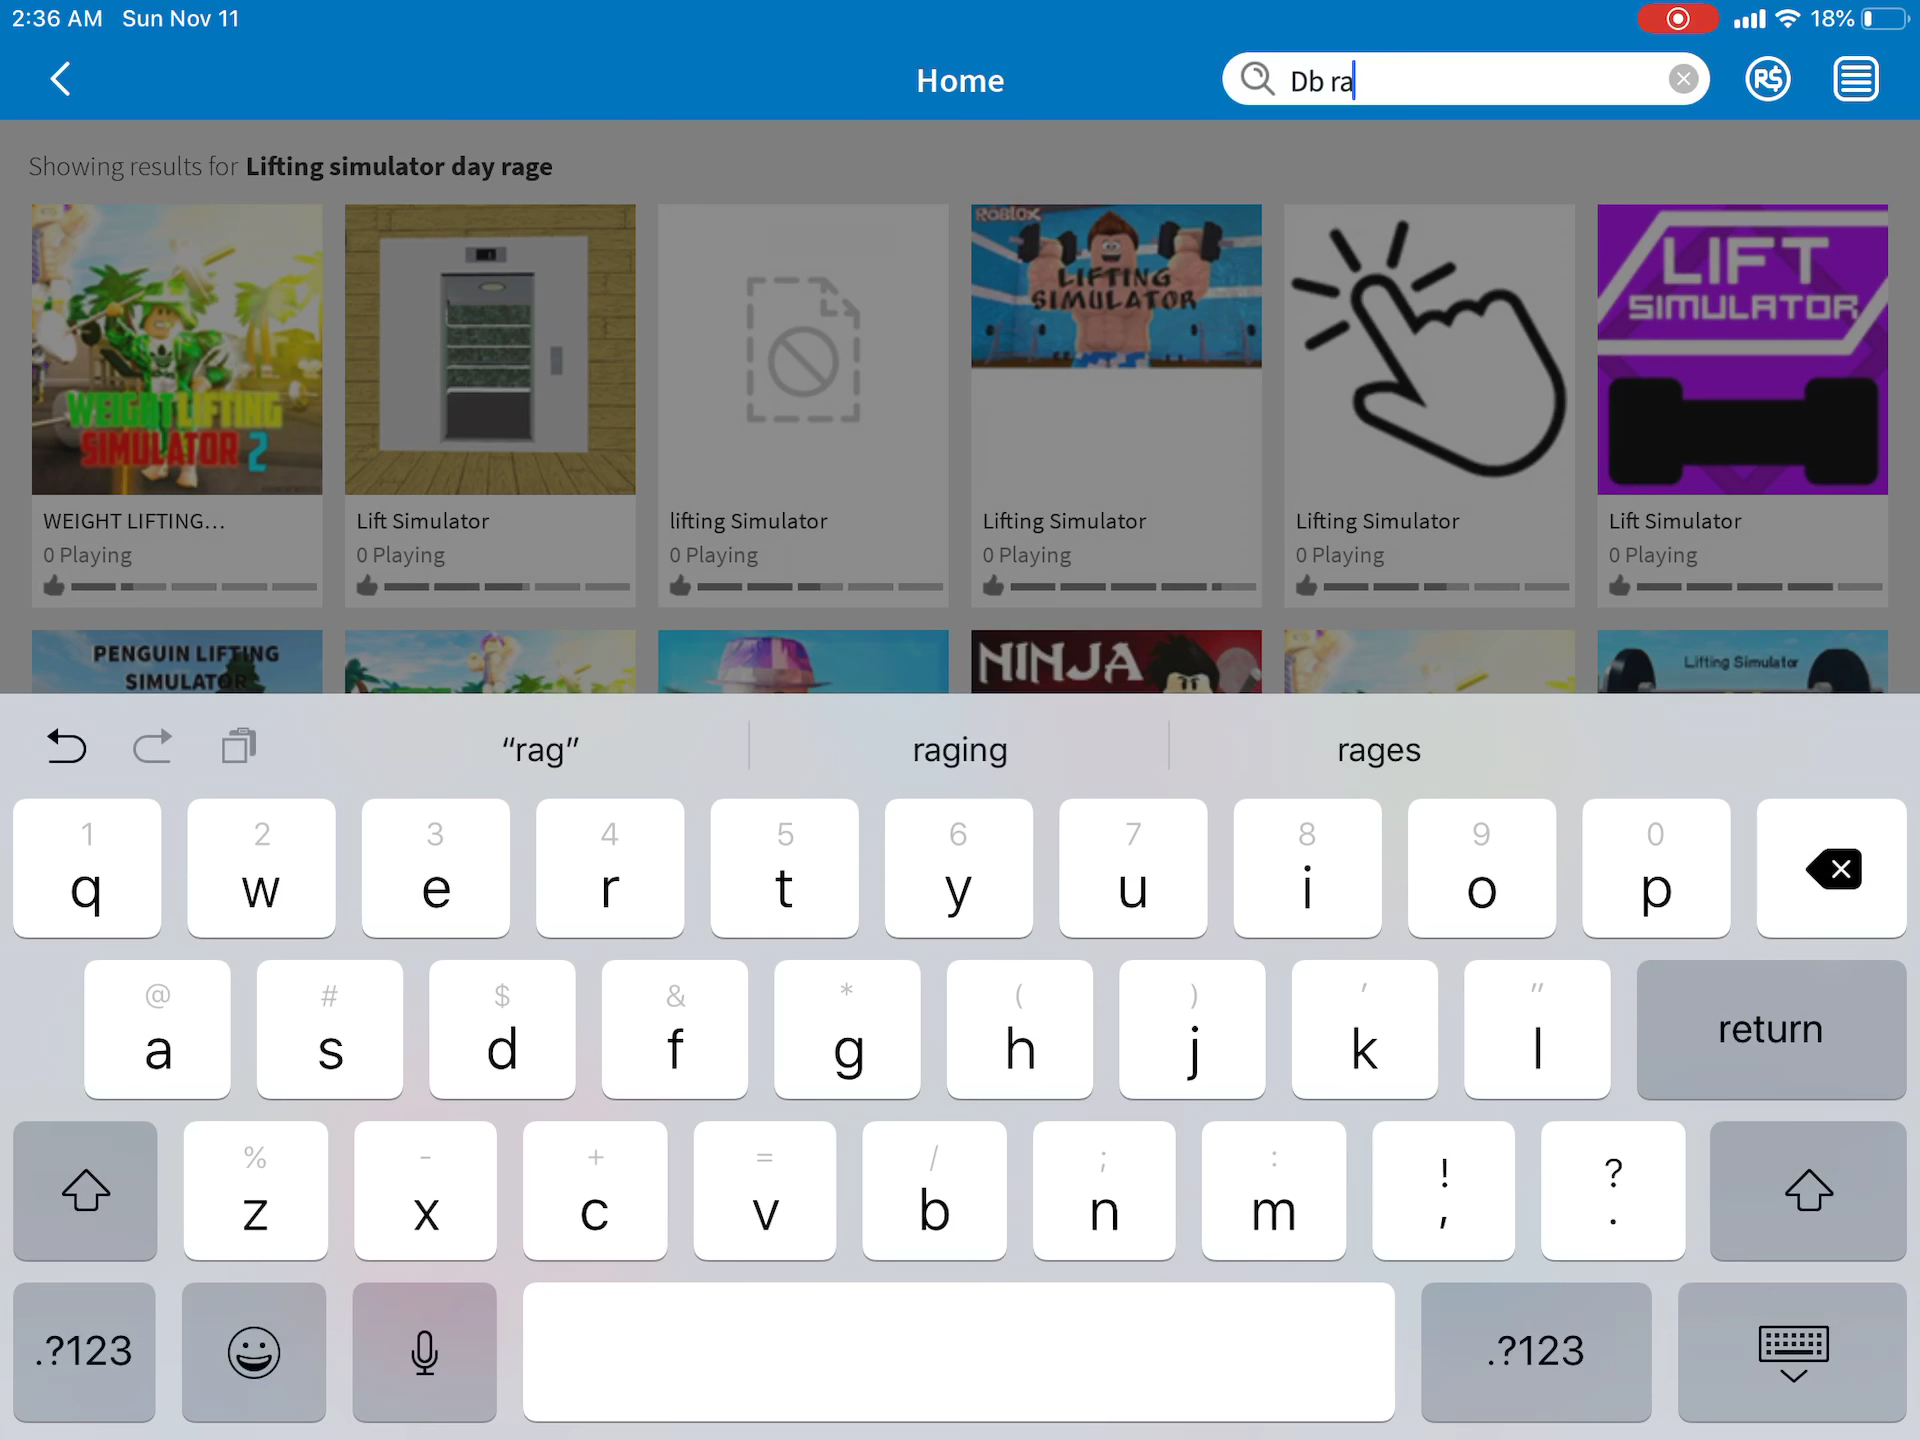 2:36 AM Sun Nov 11 18%
Home
Db ra
R$
Showing results for Lifting simulator day rage
WEIGHT LIFTING
SIMULATOR 2
ROBLOX
LIFTING
SIMULATOR
LIFT
SIMULATOR
WEIGHT LIFTING... Lift Simulator lifting Simulator Lifting Simulator Lifting Simulator Lift Simulator
0 Playing 0 Playing 0 Playing 0 Playing 0 Playing 0 Playing
PENGUIN LIFTING
SIMULATOR
NINJA
Lifting Simulator
“rag” raging rages
1 2 3 4 5 6 7 8 9 0
q w e r t y u i o p
@ # $ & * ( ) ' "
a s d f g h j k l return
% - + = / ; : ! ?
z x c v b n m , .
.?123 .?123